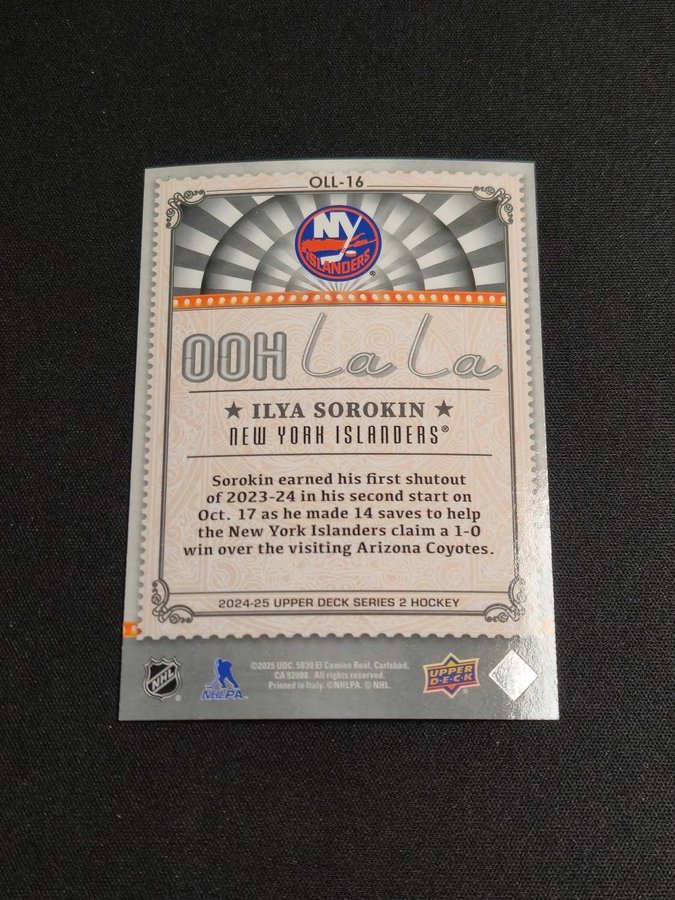 OLL-16
NY
ISLANDERS®
OOH La La
★ ILYA SOROKIN ★
NEW YORK ISLANDERS®
Sorokin earned his first shutout
of 2023-24 in his second start on
Oct. 17 as he made 14 saves to help
the New York Islanders claim a 1-0
win over the visiting Arizona Coyotes.
2024-25 UPPER DECK SERIES 2 HOCKEY
©2025 UDC. 5830 El Camino Real, Carlsbad,
CA 92008. All rights reserved.
Printed in Italy. ©NHLPA. © NHL.
NHL
NHLPA
UPPER
DECK